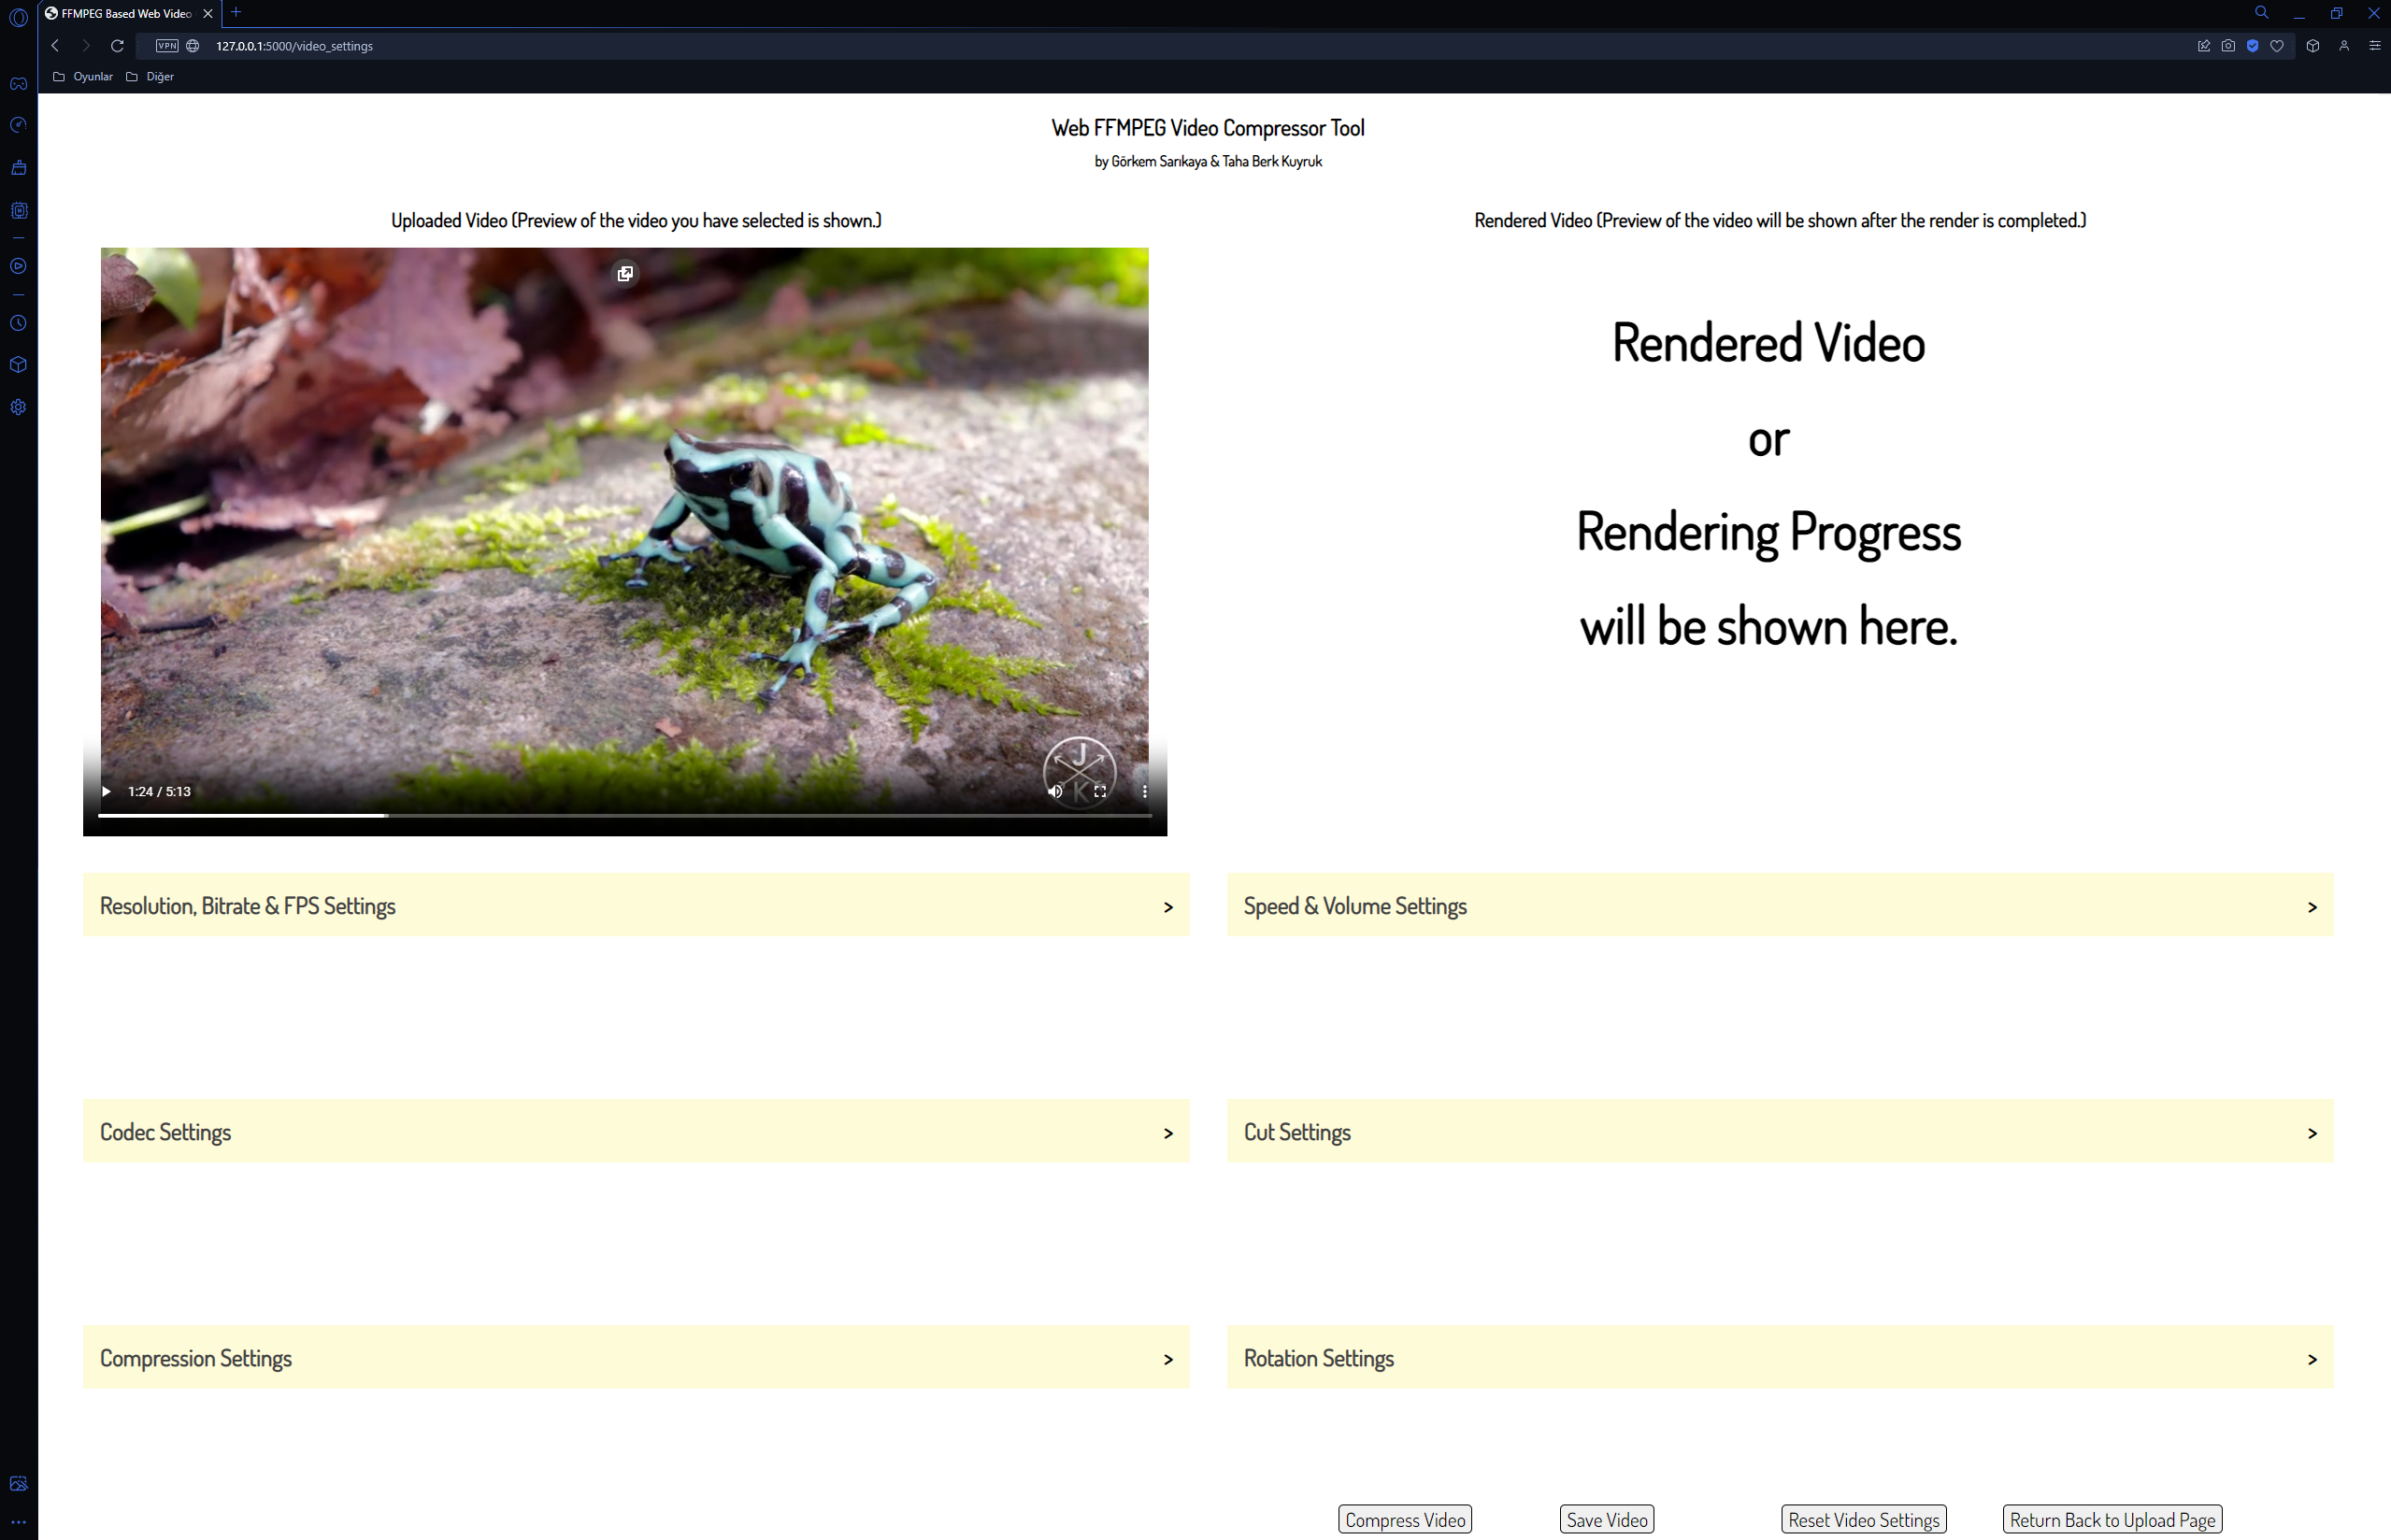 FFMPEG Based Web Video
VPN
127.0.0.1:5000/video_settings
Oyunlar
Diğer
Web FFMPEG Video Compressor Tool
by Görkem Sarıkaya & Taha Berk Kuyruk
Uploaded Video (Preview of the video you have selected is shown.)
Rendered Video (Preview of the video will be shown after the render is completed.)
Rendered Video
or
Rendering Progress
will be shown here.
J
K
1:24 / 5:13
Resolution, Bitrate & FPS Settings
>
Speed & Volume Settings
>
Codec Settings
>
Cut Settings
>
Compression Settings
>
Rotation Settings
>
Compress Video
Save Video
Reset Video Settings
Return Back to Upload Page